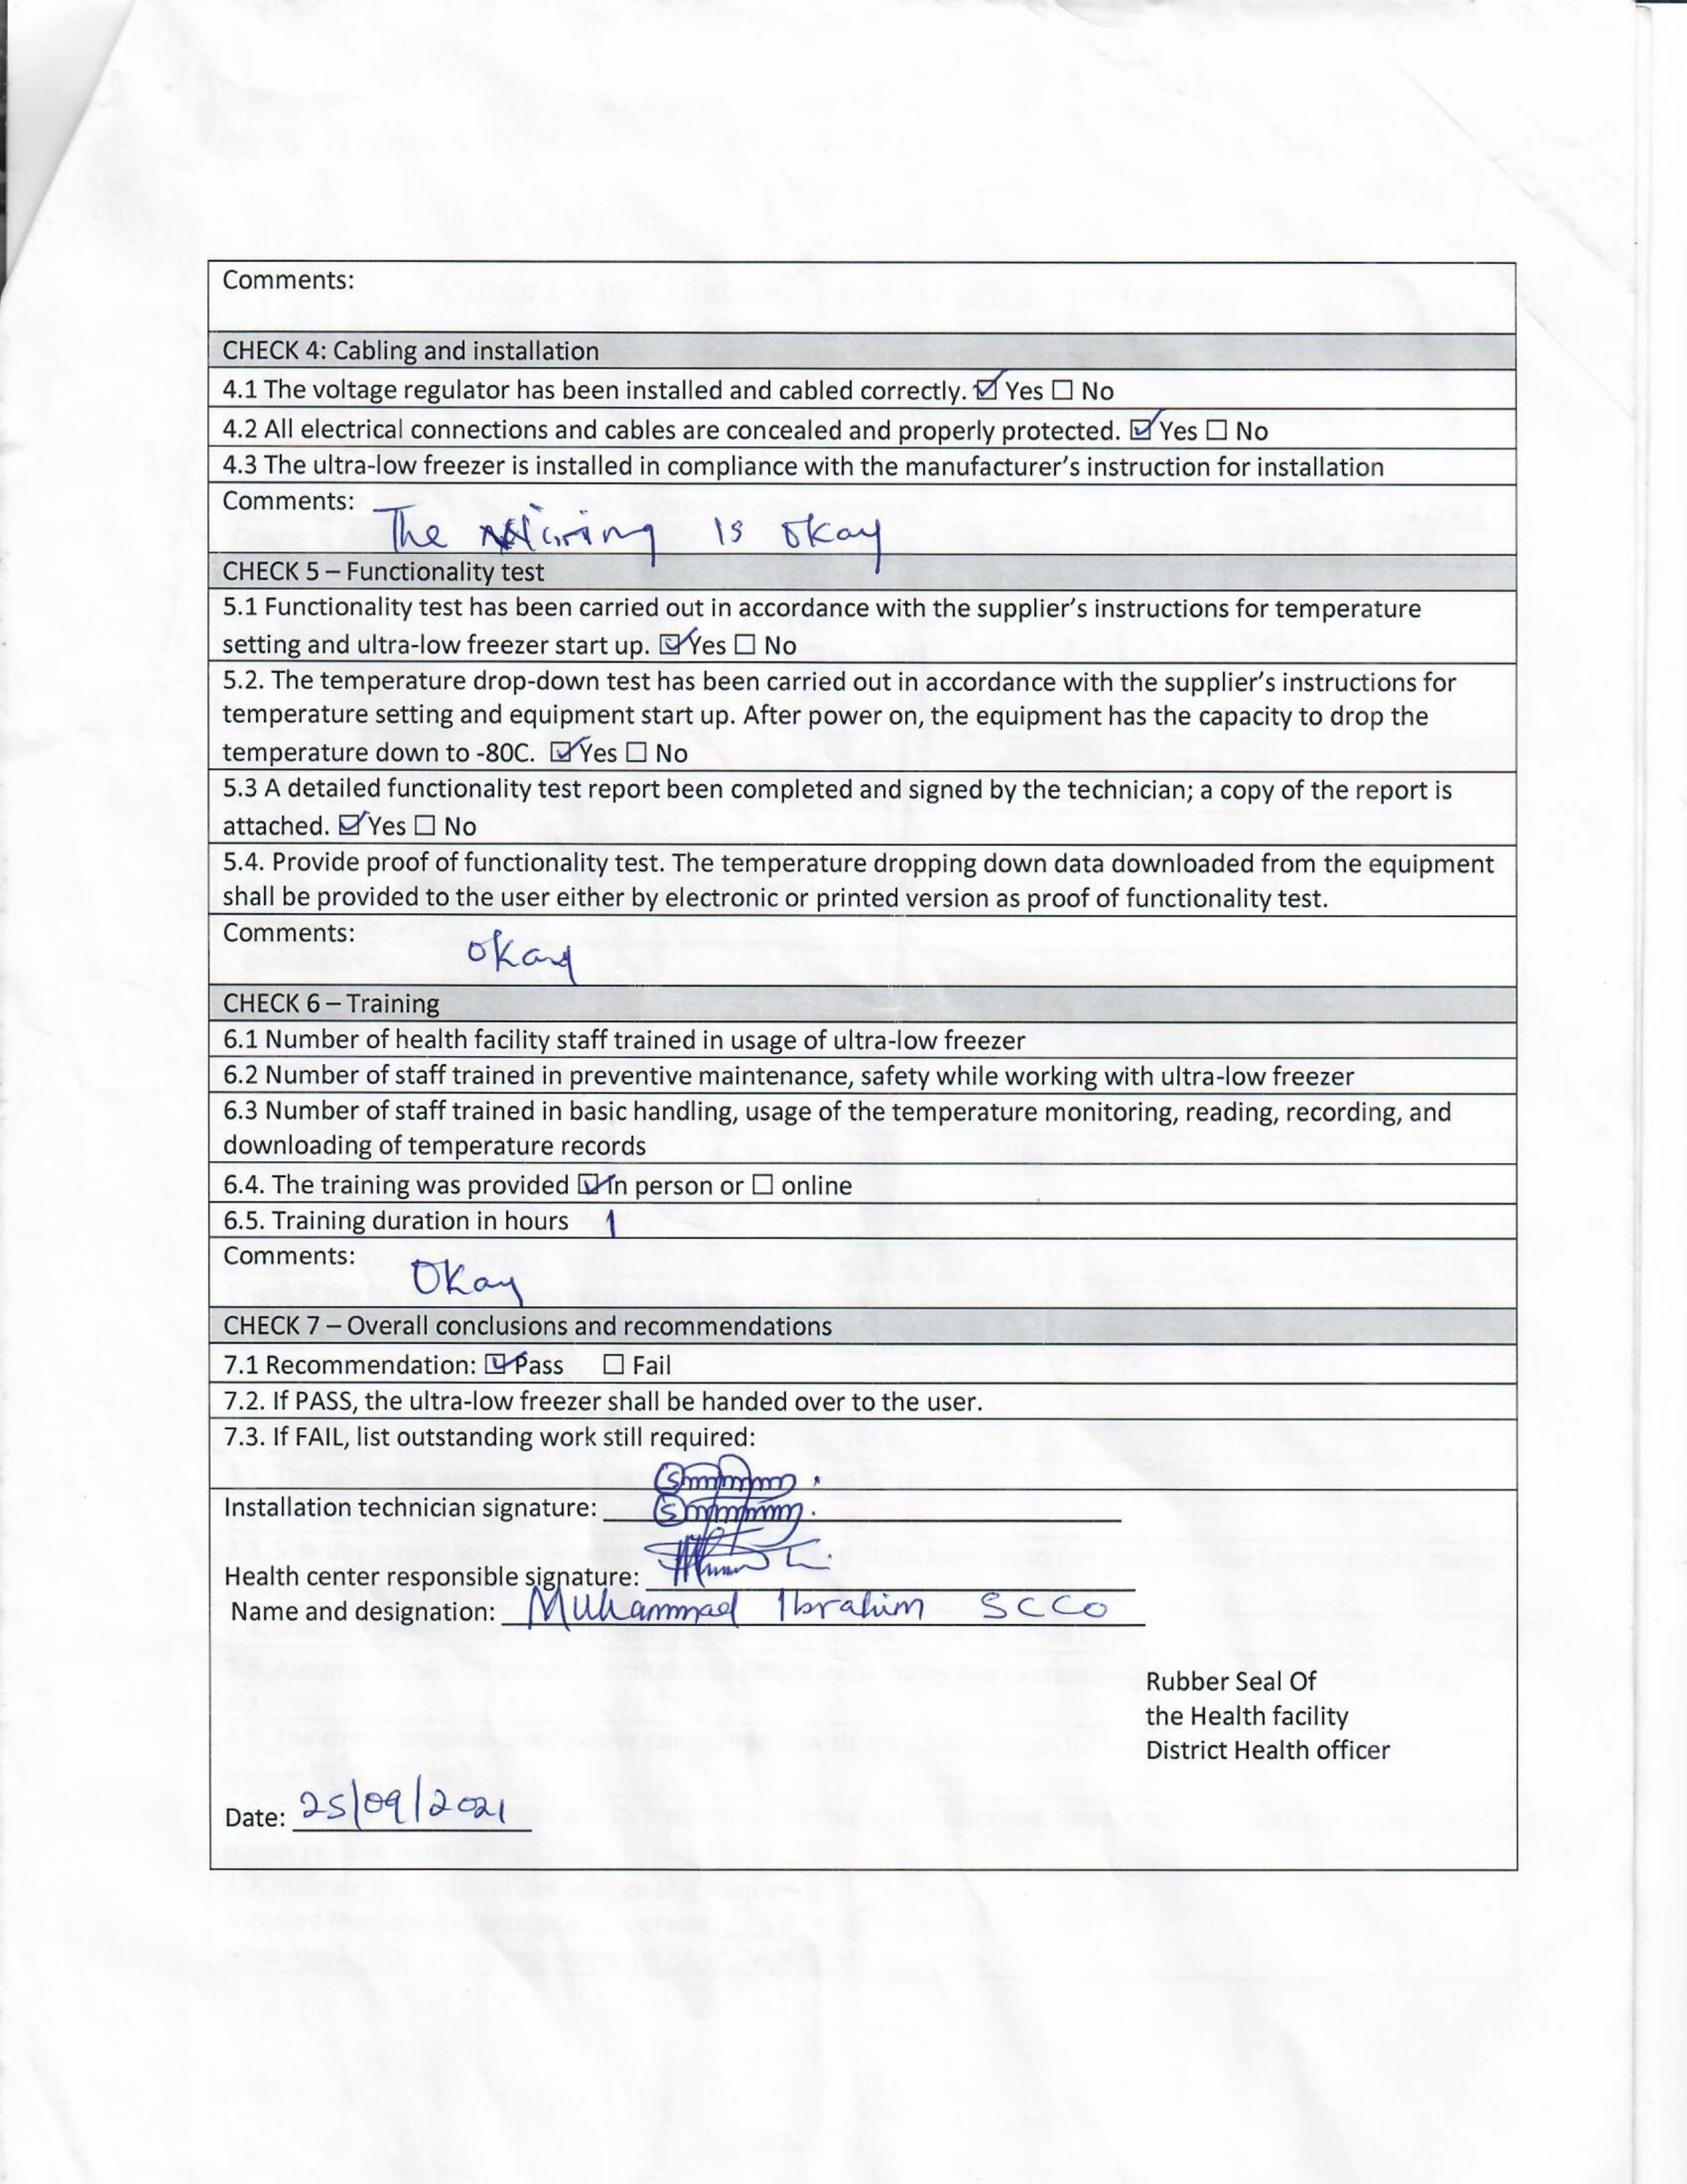 Comments:
CHECK 4: Cabling and installation
4.1 The voltage regulator has been installed and cabled correctly. ☑ Yes ☐ No
4.2 All electrical connections and cables are concealed and properly protected. ☑ Yes ☐ No
4.3 The ultra-low freezer is installed in compliance with the manufacturer's instruction for installation
Comments: The wiring is okay
CHECK 5 – Functionality test
5.1 Functionality test has been carried out in accordance with the supplier's instructions for temperature
setting and ultra-low freezer start up. ☑ Yes ☐ No
5.2. The temperature drop-down test has been carried out in accordance with the supplier's instructions for
temperature setting and equipment start up. After power on, the equipment has the capacity to drop the
temperature down to -80C. ☑ Yes ☐ No
5.3 A detailed functionality test report been completed and signed by the technician; a copy of the report is
attached. ☑ Yes ☐ No
5.4. Provide proof of functionality test. The temperature dropping down data downloaded from the equipment
shall be provided to the user either by electronic or printed version as proof of functionality test.
Comments: okay
CHECK 6 – Training
6.1 Number of health facility staff trained in usage of ultra-low freezer
6.2 Number of staff trained in preventive maintenance, safety while working with ultra-low freezer
6.3 Number of staff trained in basic handling, usage of the temperature monitoring, reading, recording, and
downloading of temperature records
6.4. The training was provided ☑ in person or ☐ online
6.5. Training duration in hours 1
Comments: Okay
CHECK 7 – Overall conclusions and recommendations
7.1 Recommendation: ☑ Pass ☐ Fail
7.2. If PASS, the ultra-low freezer shall be handed over to the user.
7.3. If FAIL, list outstanding work still required:
Installation technician signature:
Health center responsible signature:
Name and designation: Muhammad Ibrahim SCCO
Rubber Seal Of
the Health facility
District Health officer
Date: 25/09/2021